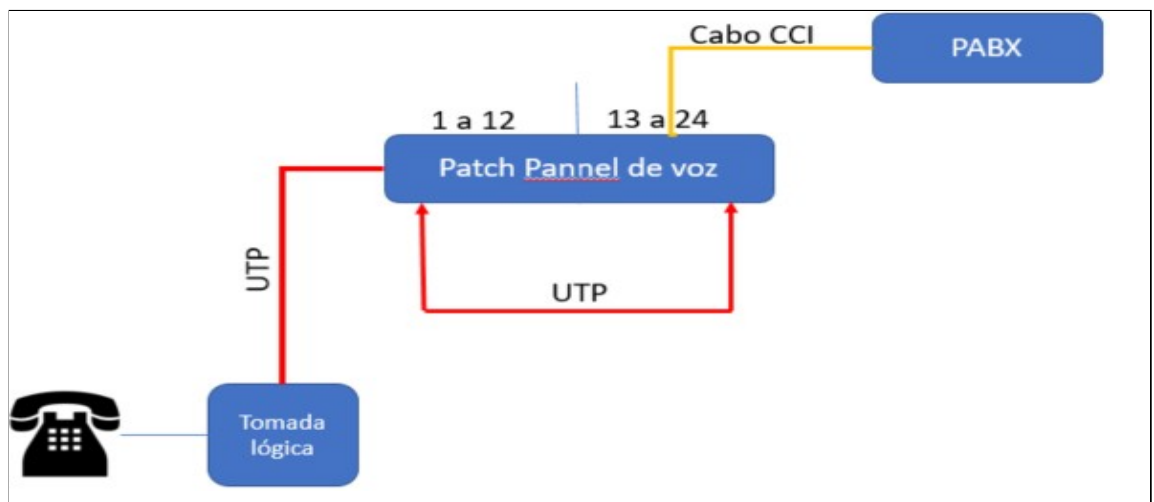 Cabo CCI
PABX
1 a 12
13 a 24
Patch Pannel de voz
UTP
UTP
Tomada
lógica